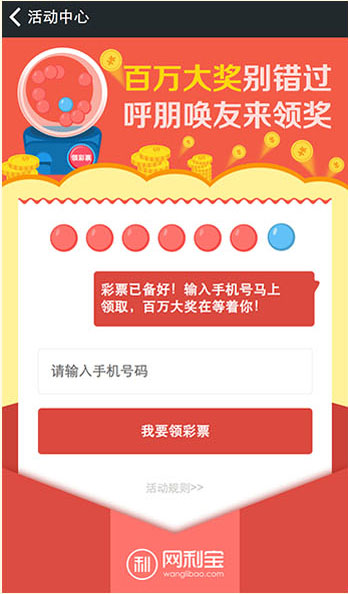 活动中心
百万大奖别错过
呼朋唤友来领奖
领彩票
彩票已备好！输入手机号马上
领取，百万大奖在等着你！
请输入手机号码
我要领彩票
活动规则>>
利 网利宝
wanglibao.com